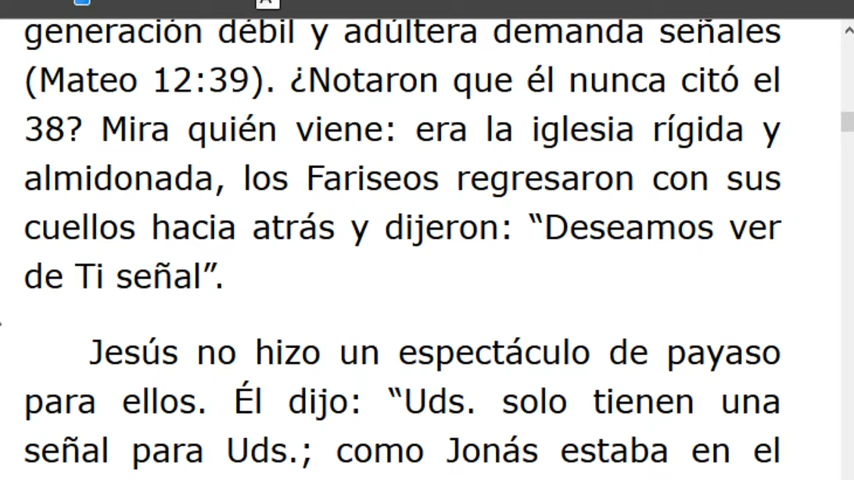 generación débil y adúltera demanda señales
(Mateo 12:39). ¿Notaron que él nunca citó el
38? Mira quién viene: era la iglesia rígida y
almidonada, los Fariseos regresaron con sus
cuellos hacia atrás y dijeron: “Deseamos ver
de Ti señal”.
Jesús no hizo un espectáculo de payaso
para ellos. Él dijo: “Uds. solo tienen una
señal para Uds.; como Jonás estaba en el